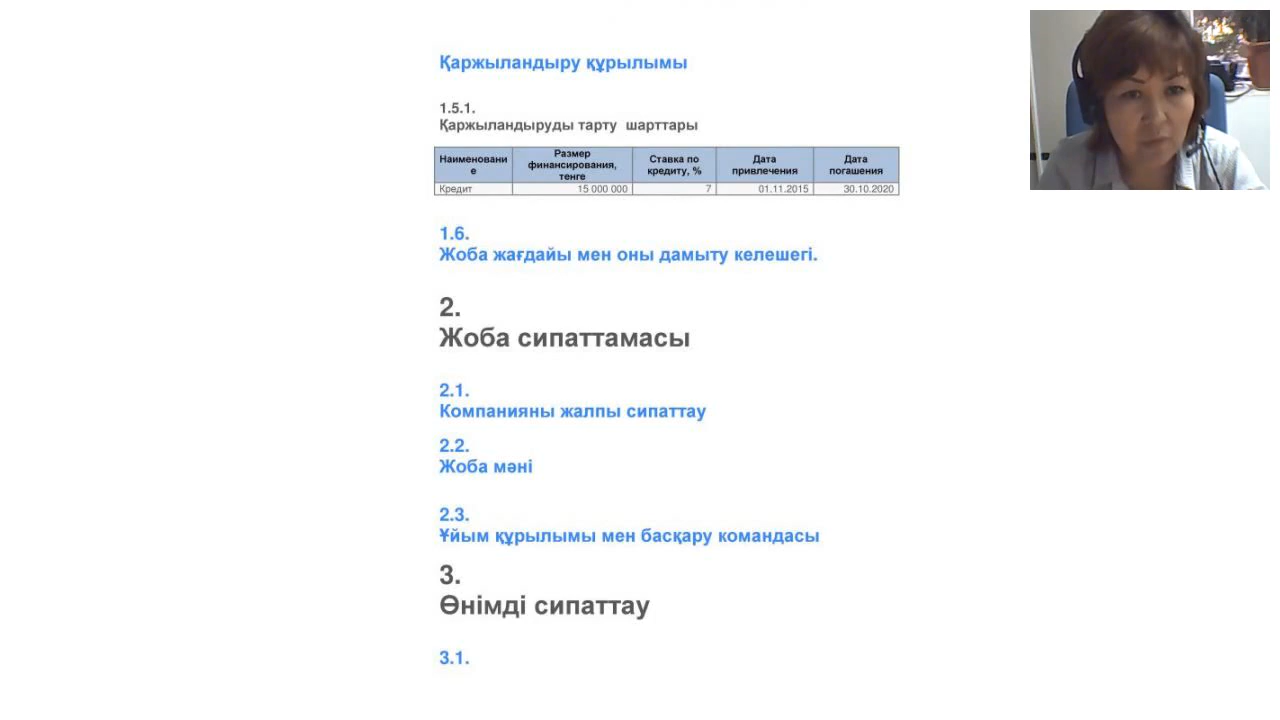 Қаржыландыру құрылымы
1.5.1.
Қаржыландыруды тарту шарттары
Наименовани
е
Размер
финансирования,
тенге
Ставка по
кредиту, %
Дата
привлечения
Дата
погашения
Кредит 15 000 000 7 01.11.2015 30.10.2020
1.6.
Жоба жағдайы мен оны дамыту келешегі.
2.
Жоба сипаттамасы
2.1.
Компанияны жалпы сипаттау
2.2.
Жоба мәні
2.3.
Ұйым құрылымы мен басқару командасы
3.
Өнімді сипаттау
3.1.